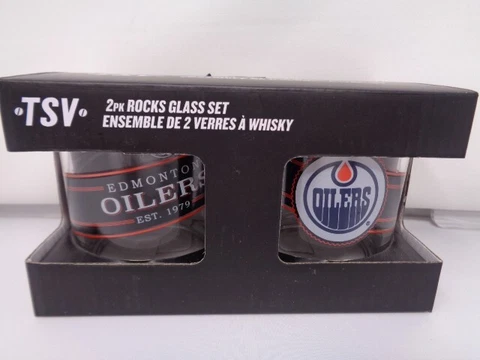 TSV
2PK ROCKS GLASS SET
ENSEMBLE DE 2 VERRES À WHISKY
EDMONTON
OILERS
EST. 1979
OILERS